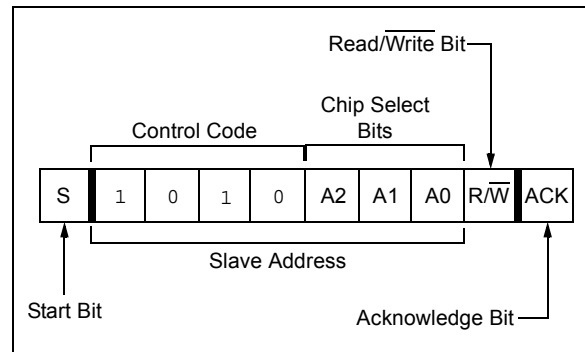 Read/Write Bit
Chip Select
Bits
Control Code
S 1 0 1 0 A2 A1 A0 R/W ACK
Slave Address
Start Bit
Acknowledge Bit